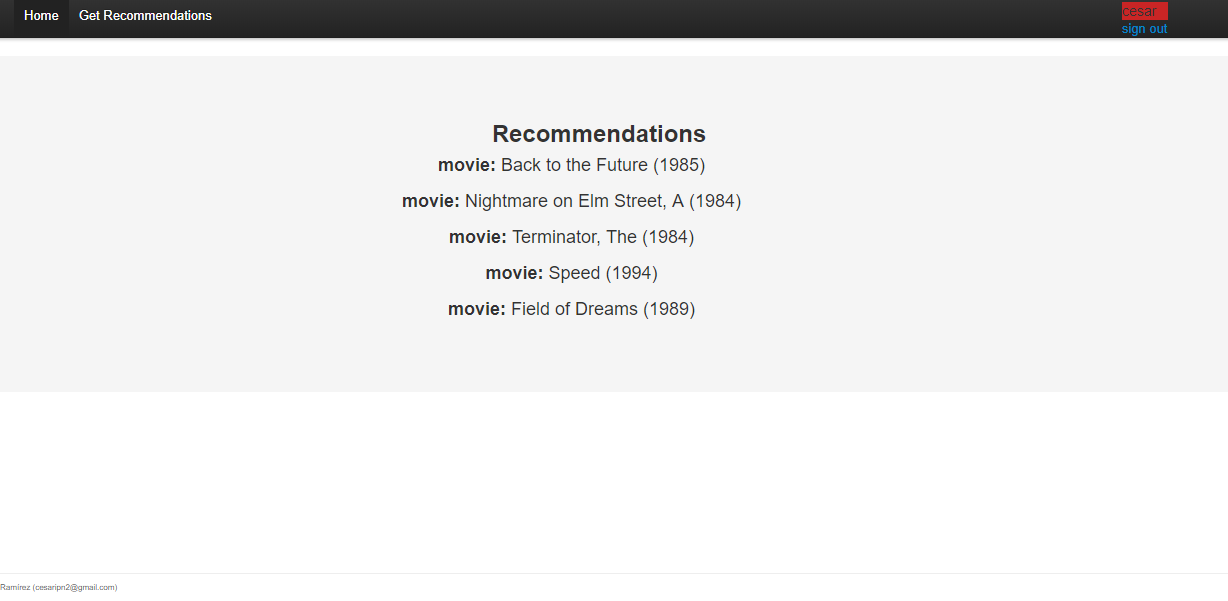 Home Get Recommendations cesar
sign out
Recommendations
movie: Back to the Future (1985)
movie: Nightmare on Elm Street, A (1984)
movie: Terminator, The (1984)
movie: Speed (1994)
movie: Field of Dreams (1989)
Ramírez (cesaripn2@gmail.com)